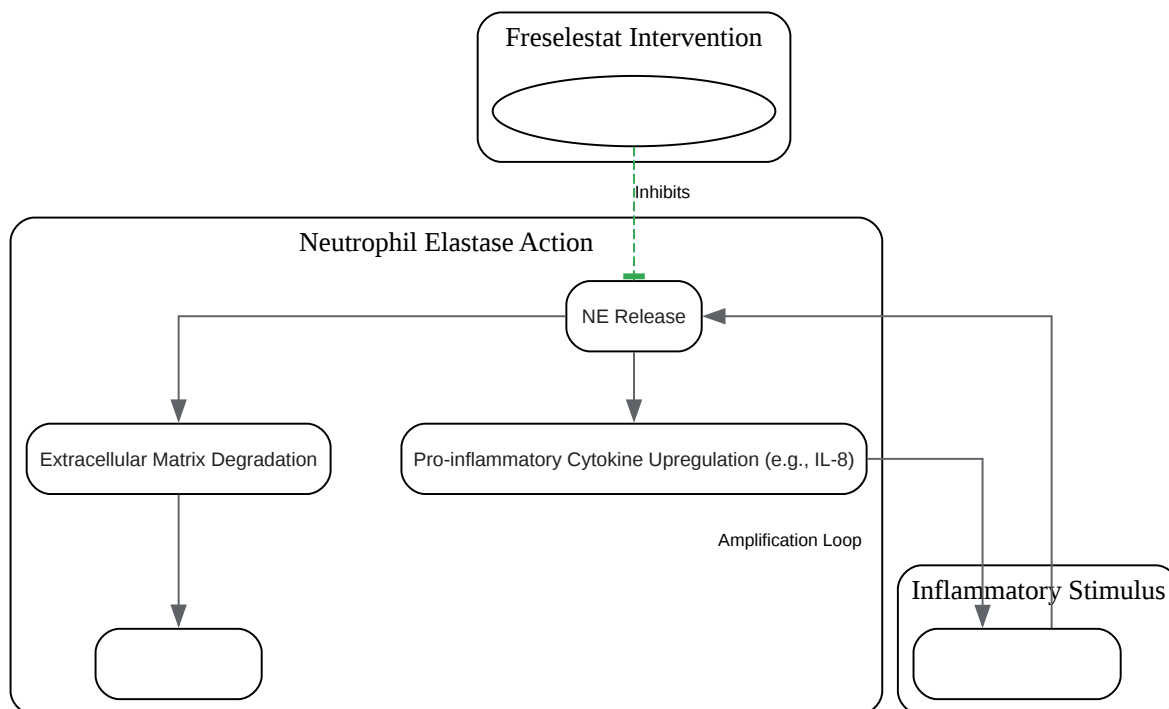 Freselestat Intervention
Inhibits
Neutrophil Elastase Action
NE Release
Extracellular Matrix Degradation
Pro-inflammatory Cytokine Upregulation (e.g., IL-8)
Amplification Loop
Inflammatory Stimulus